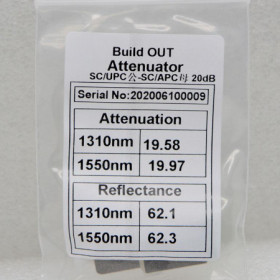 Build OUT
Attenuator
SC/UPC公-SC/APC母 20dB
Serial No:202006100009
Attenuation
1310nm 19.58
1550nm 19.97
Reflectance
1310nm 62.1
1550nm 62.3